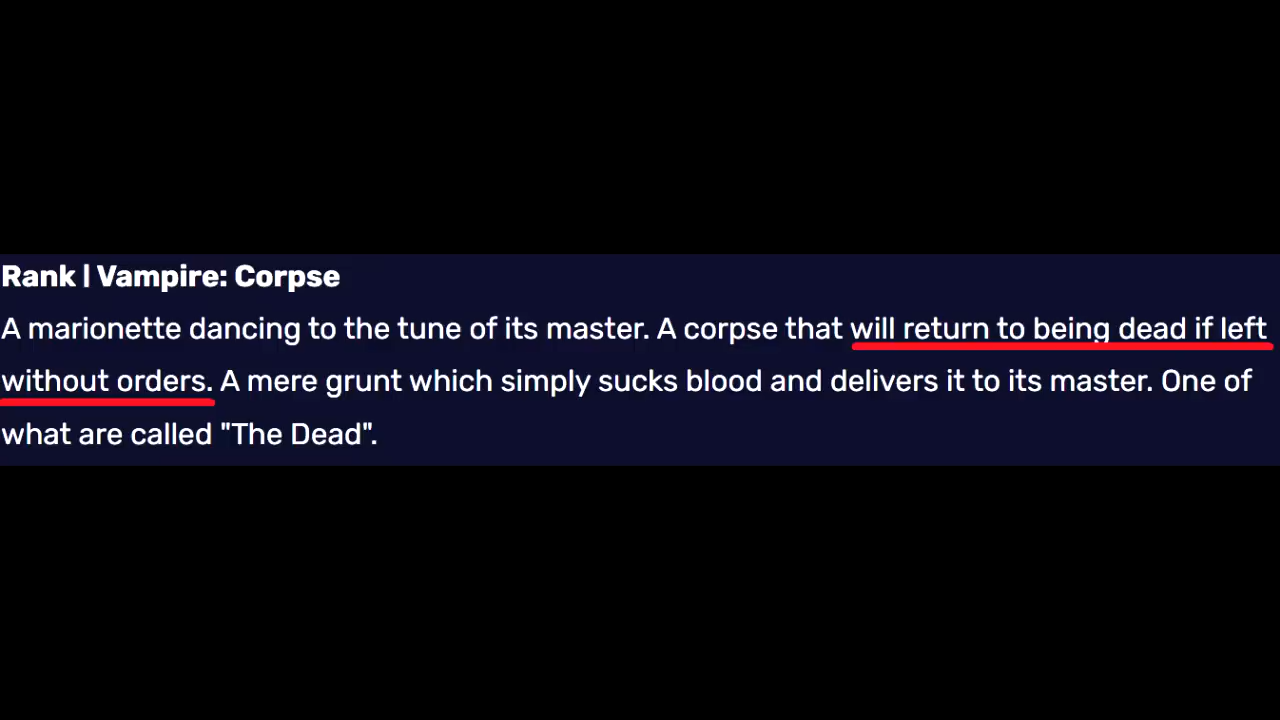 Rank | Vampire: Corpse
A marionette dancing to the tune of its master. A corpse that will return to being dead if left
without orders. A mere grunt which simply sucks blood and delivers it to its master. One of
what are called "The Dead".